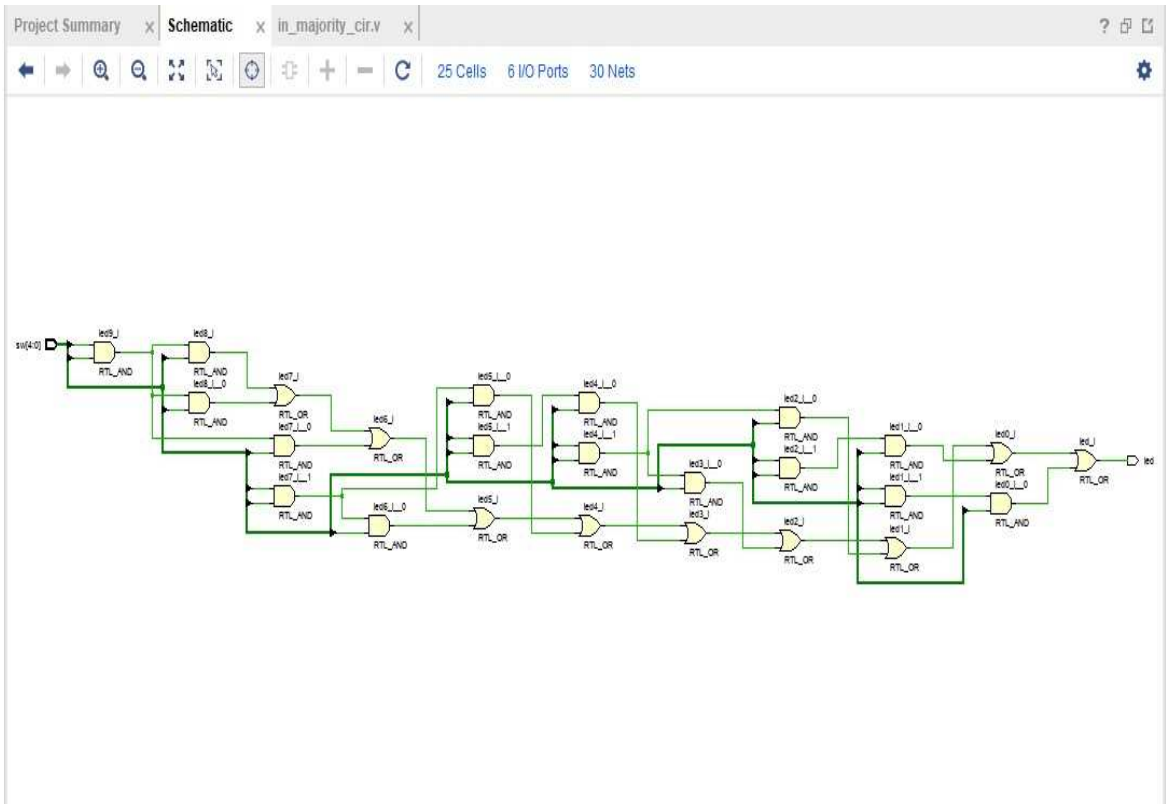 Project Summary × Schematic × in_majority_cir.v ×
25 Cells 6 I/O Ports 30 Nets
sw[4:0]
led9_i
RTL_AND
led8_i
RTL_AND
led8_i__0
RTL_AND
led7_i
RTL_OR
led7_i__0
RTL_AND
led7_i__1
RTL_AND
led6_i
RTL_OR
led6_i__0
RTL_AND
led5_i__0
RTL_AND
led5_i__1
RTL_AND
led5_i
RTL_OR
led4_i__0
RTL_AND
led4_i__1
RTL_AND
led4_i
RTL_OR
led3_i__0
RTL_AND
led3_i
RTL_OR
led2_i__0
RTL_AND
led2_i__1
RTL_AND
led2_i
RTL_OR
led1_i__0
RTL_AND
led1_i__1
RTL_AND
led1_i
RTL_OR
led0_i
RTL_OR
led0_i__0
RTL_AND
led_i
RTL_OR
led